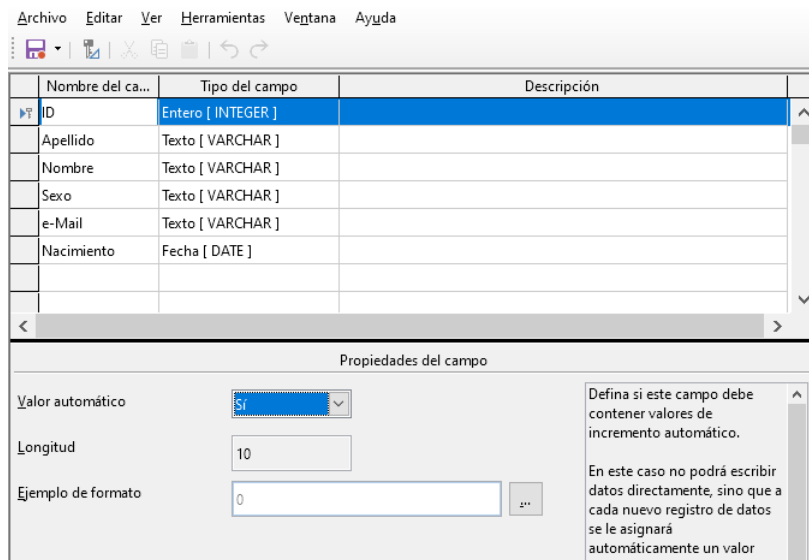 Archivo Editar Ver Herramientas Ventana Ayuda
Nombre del ca... Tipo del campo Descripción
ID Entero [ INTEGER ]
Apellido Texto [ VARCHAR ]
Nombre Texto [ VARCHAR ]
Sexo Texto [ VARCHAR ]
e-Mail Texto [ VARCHAR ]
Nacimiento Fecha [ DATE ]
Propiedades del campo
Valor automático Sí
Longitud 10
Ejemplo de formato 0 ...
Defina si este campo debe
contener valores de
incremento automático.
En este caso no podrá escribir
datos directamente, sino que a
cada nuevo registro de datos
se le asignará
automáticamente un valor